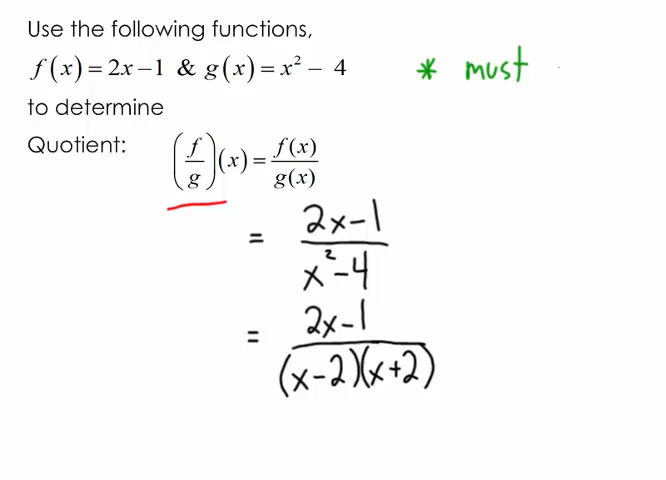 Use the following functions,
f(x) = 2x − 1 & g(x) = x² − 4 * must
to determine
Quotient: (f/g)(x) = f(x)/g(x)
= (2x−1)/(x²−4)
= (2x−1)/((x−2)(x+2))